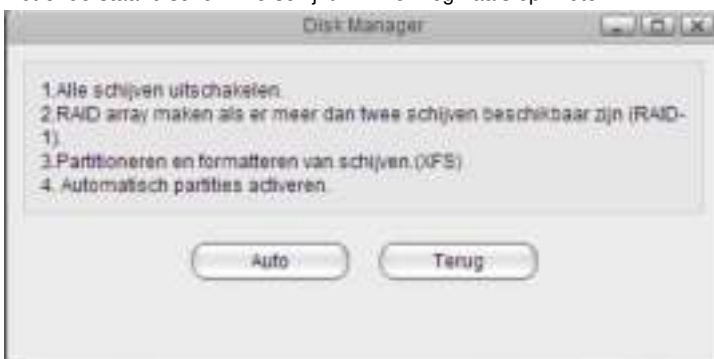 Disk Manager
1.Alle schijven uitschakelen.
2.RAID array maken als er meer dan twee schijven beschikbaar zijn (RAID-
1).
3.Partitioneren en formatteren van schijven.(XFS)
4. Automatisch partities activeren.
Auto
Terug